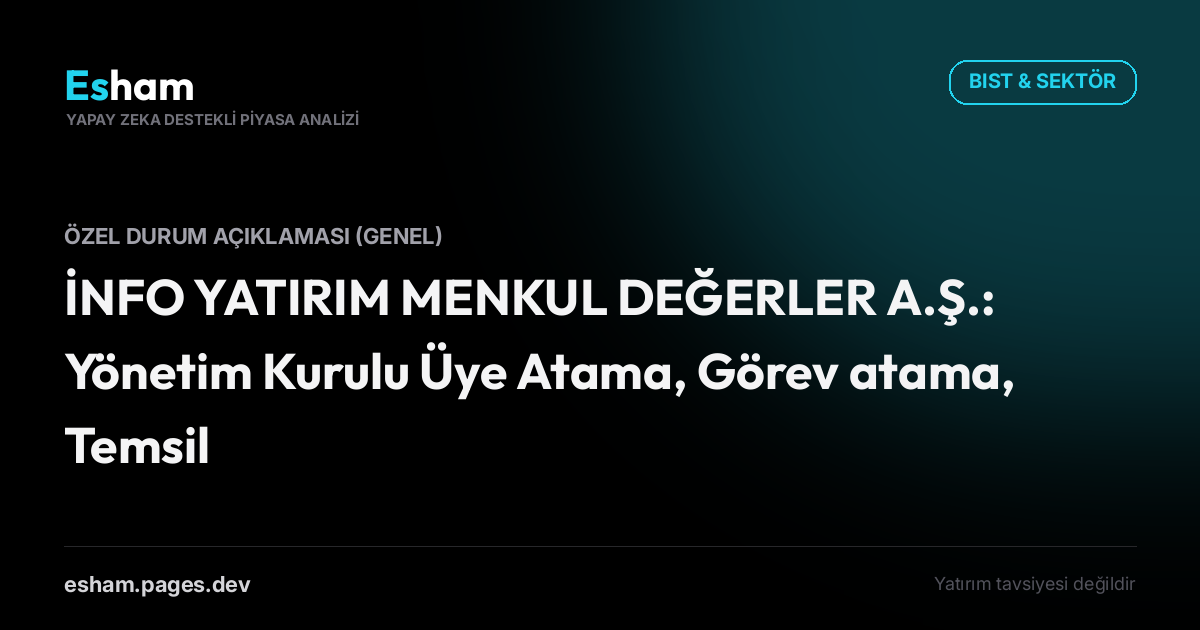 Esham
YAPAY ZEKA DESTEKLİ PİYASA ANALİZİ
BIST & SEKTÖR
ÖZEL DURUM AÇIKLAMASI (GENEL)
İNFO YATIRIM MENKUL DEĞERLER A.Ş.:
Yönetim Kurulu Üye Atama, Görev atama,
Temsil
esham.pages.dev
Yatırım tavsiyesi değildir